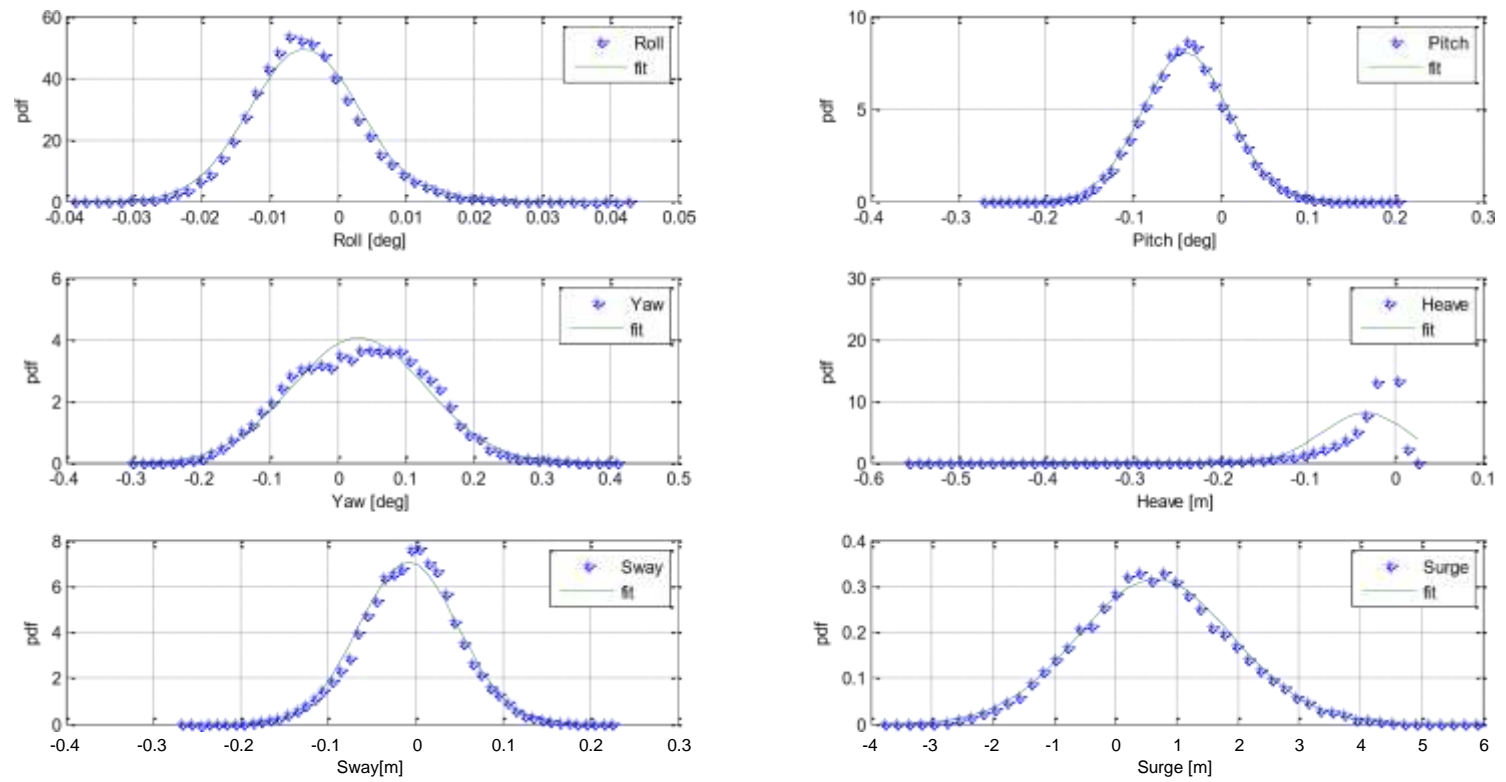 60
40
20
0
pdf
-0.04 -0.03 -0.02 -0.01 0 0.01 0.02 0.03 0.04 0.05
Roll [deg]
Roll
fit
10
5
0
pdf
-0.4 -0.3 -0.2 -0.1 0 0.1 0.2 0.3
Pitch [deg]
Pitch
fit
6
4
2
0
pdf
-0.4 -0.3 -0.2 -0.1 0 0.1 0.2 0.3 0.4 0.5
Yaw [deg]
Yaw
fit
30
20
10
0
pdf
-0.6 -0.5 -0.4 -0.3 -0.2 -0.1 0 0.1
Heave [m]
Heave
fit
8
6
4
2
0
pdf
-0.4 -0.3 -0.2 -0.1 0 0.1 0.2 0.3
Sway[m]
Sway
fit
0.4
0.3
0.2
0.1
0
pdf
-4 -3 -2 -1 0 1 2 3 4 5 6
Surge [m]
Surge
fit